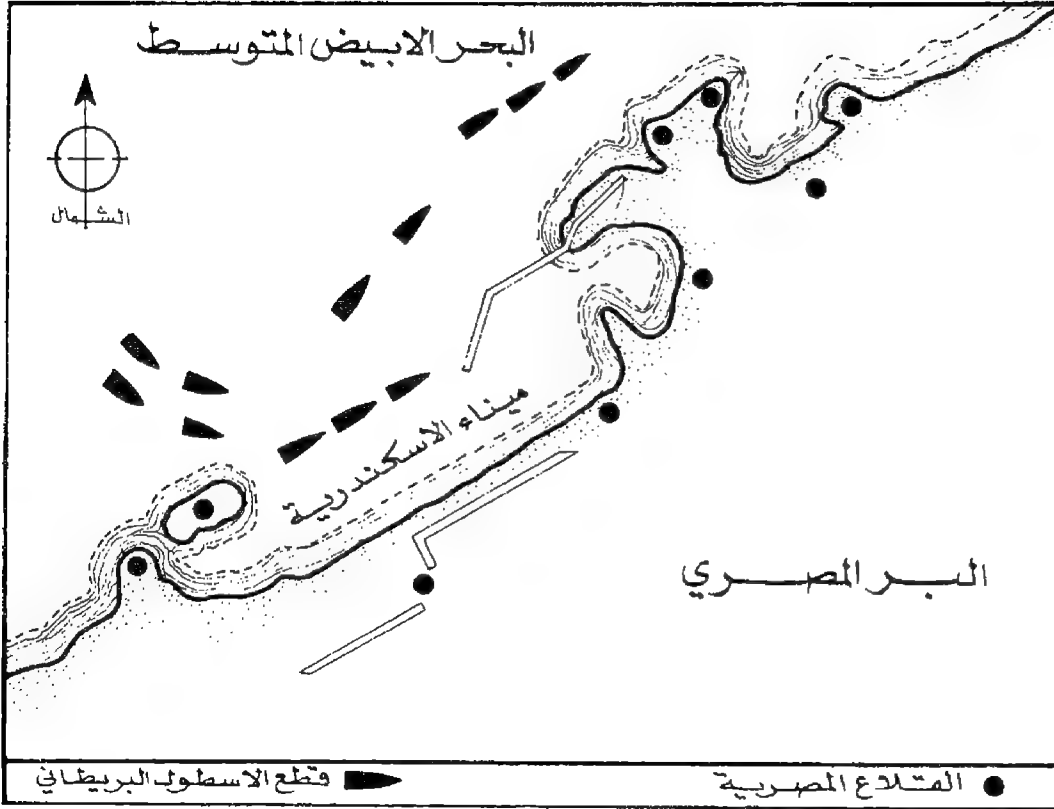 البحر الابيض المتوسط
الشمال
ميناء الاسكندرية
البر المصري
القلاع المصرية
قطع الاسطول البريطاني